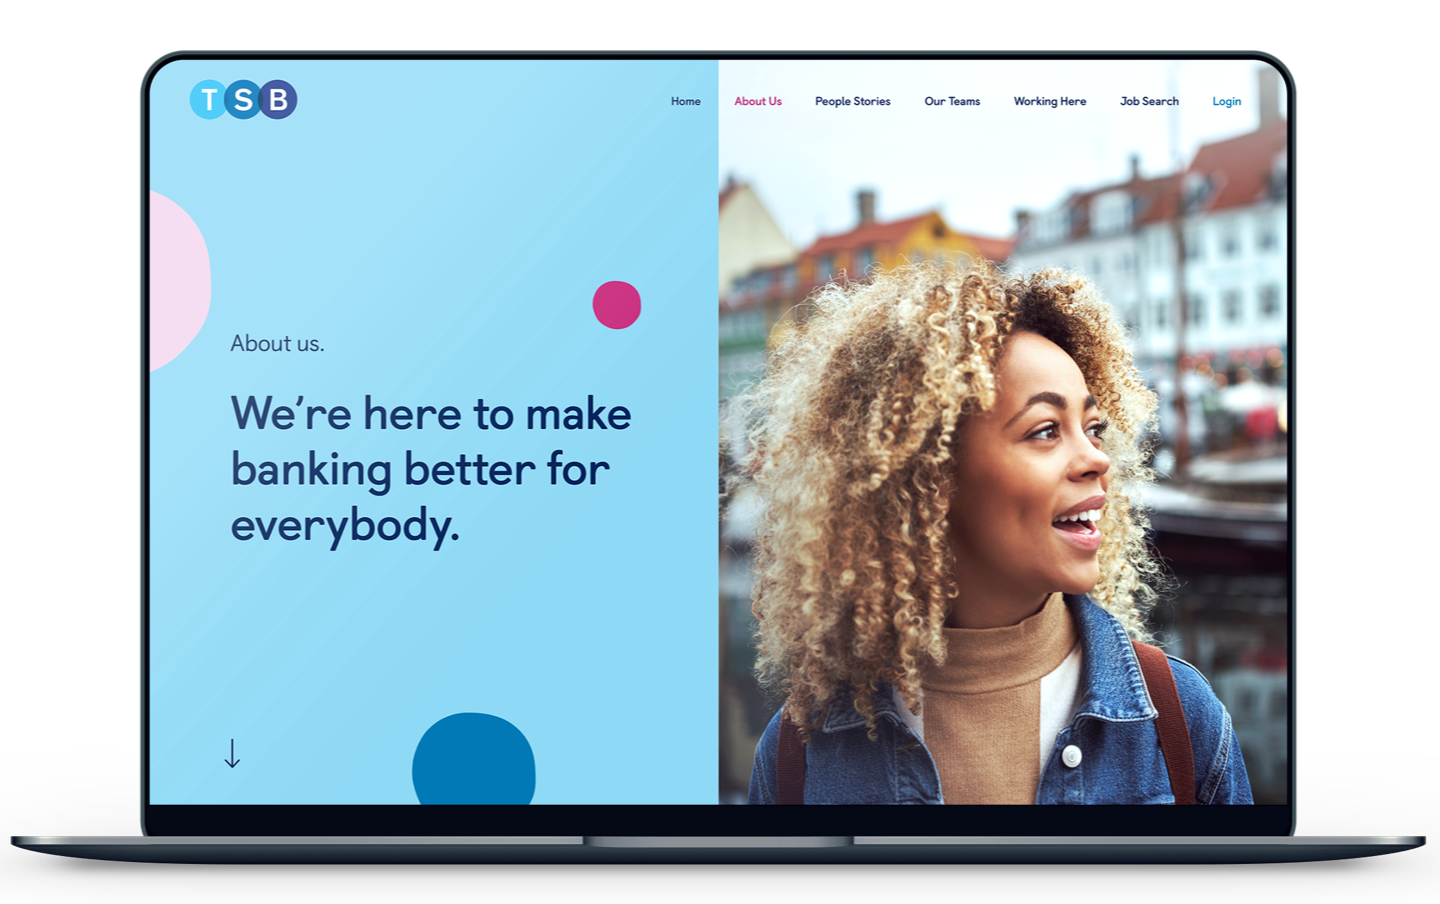 TSB
Home About Us People Stories Our Teams Working Here Job Search Login
About us.
We’re here to make
banking better for
everybody.